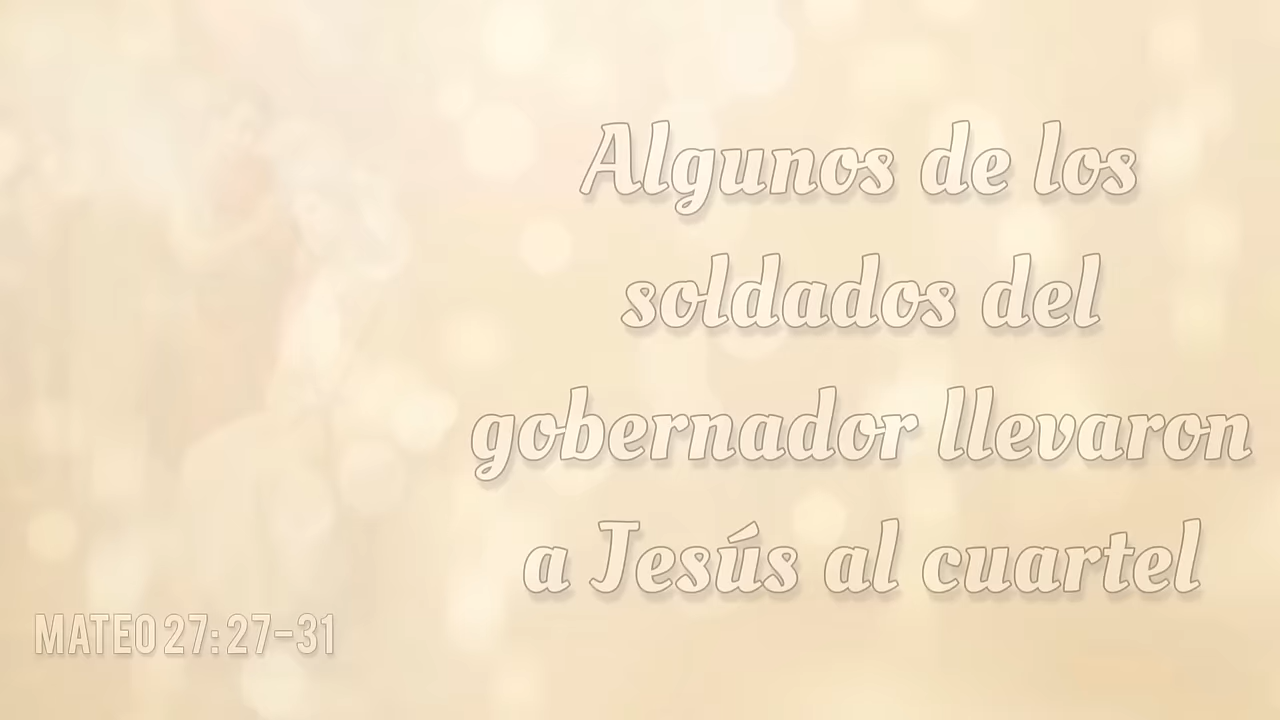 Algunos de los
soldados del
gobernador llevaron
a Jesús al cuartel
MATEO 27:27-31